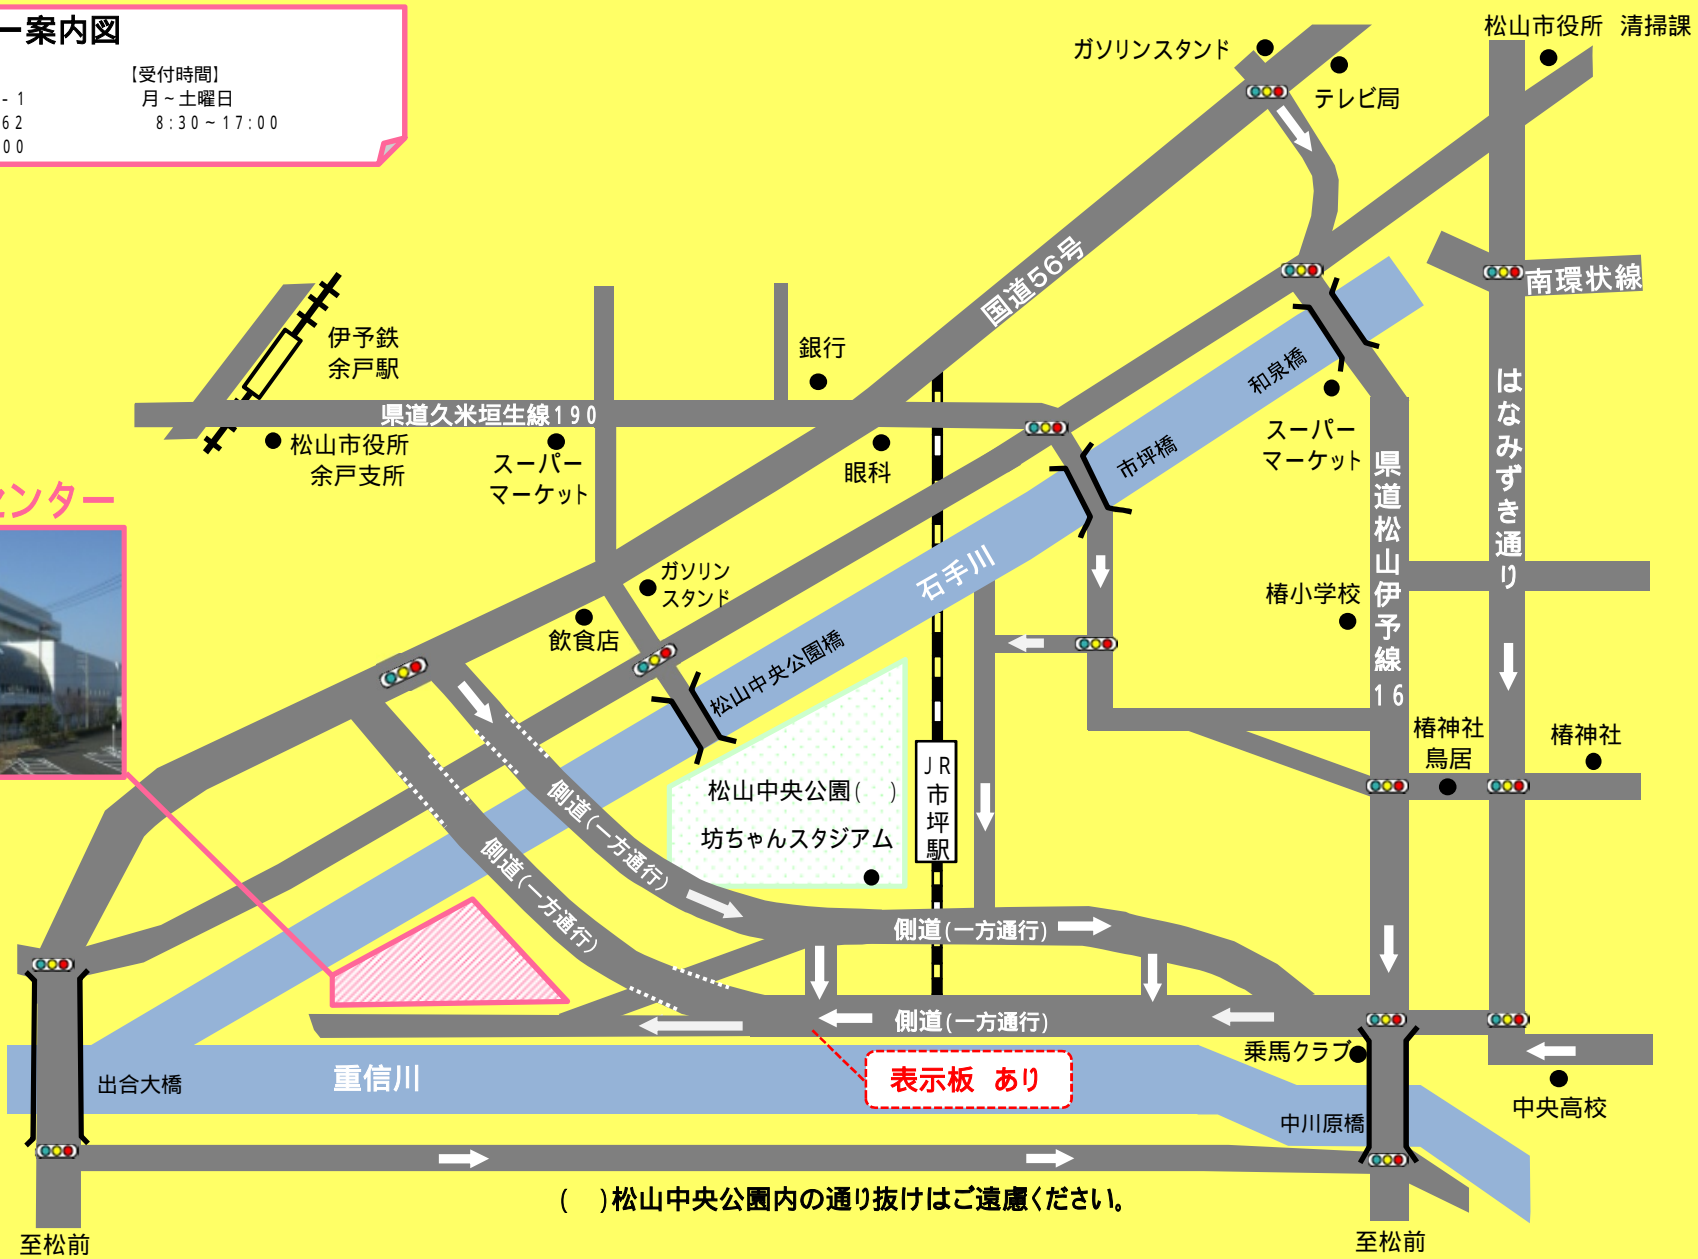 ー案内図
【受付時間】
-1
月~土曜日
62
8:30~17:00
00
松山市役所 清掃課
ガソリンスタンド
テレビ局
国道56号
南環状線
伊予鉄
余戸駅
銀行
和泉橋
はなみずき通り
県道久米垣生線190
松山市役所
余戸支所
スーパー
マーケット
眼科
市坪橋
スーパー
マーケット
県道松山伊予線16
センター
石手川
ガソリン
スタンド
飲食店
椿小学校
松山中央公園橋
椿神社
鳥居
椿神社
JR市坪駅
松山中央公園( )
坊ちゃんスタジアム
側道(一方通行)
側道(一方通行)
側道(一方通行)
側道(一方通行)
乗馬クラブ
表示板 あり
重信川
出合大橋
中央高校
中川原橋
( )松山中央公園内の通り抜けはご遠慮ください。
至松前
至松前